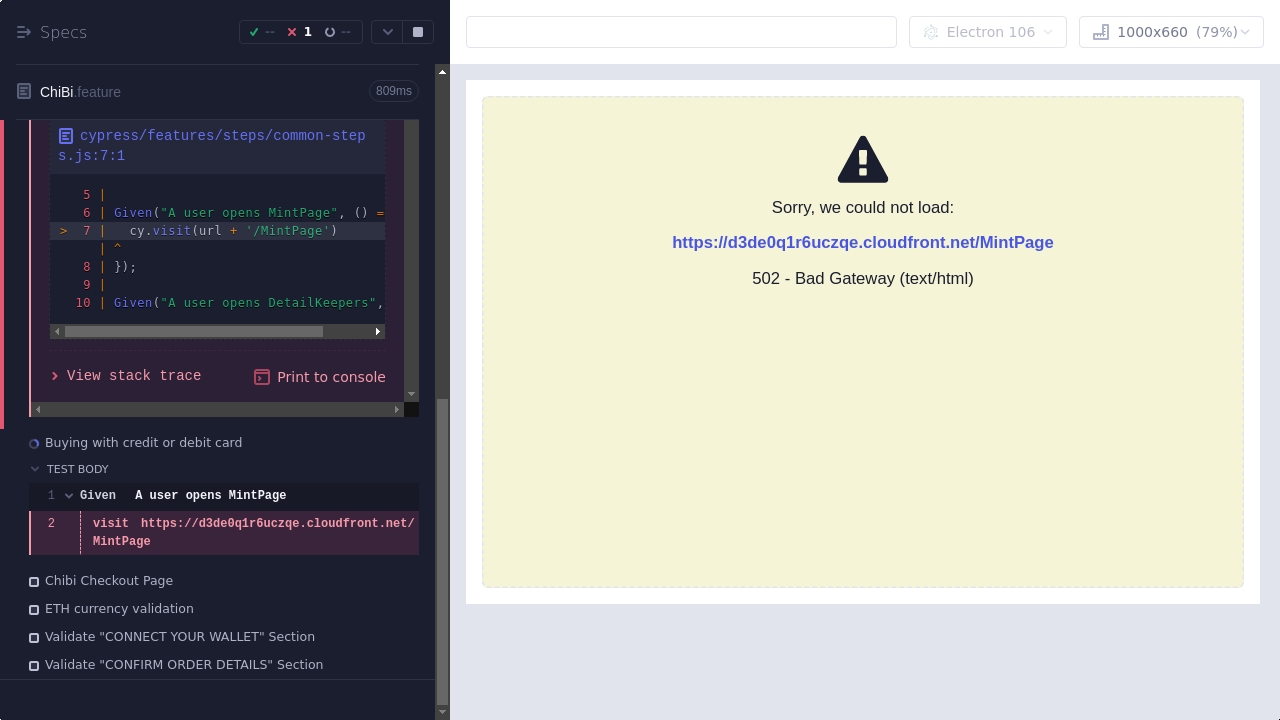 Specs
-- 1 --
ChiBi.feature
809ms
cypress/features/steps/common-step
s.js:7:1
5 |
6 | Given("A user opens MintPage", () =
> 7 |   cy.visit(url + '/MintPage')
| ^
8 | });
9 |
10 | Given("A user opens DetailKeepers",
View stack trace
Print to console
Buying with credit or debit card
TEST BODY
1 Given A user opens MintPage
2 visit https://d3de0q1r6uczqe.cloudfront.net/
MintPage
Chibi Checkout Page
ETH currency validation
Validate "CONNECT YOUR WALLET" Section
Validate "CONFIRM ORDER DETAILS" Section
Electron 106
1000x660 (79%)
Sorry, we could not load:
https://d3de0q1r6uczqe.cloudfront.net/MintPage
502 - Bad Gateway (text/html)